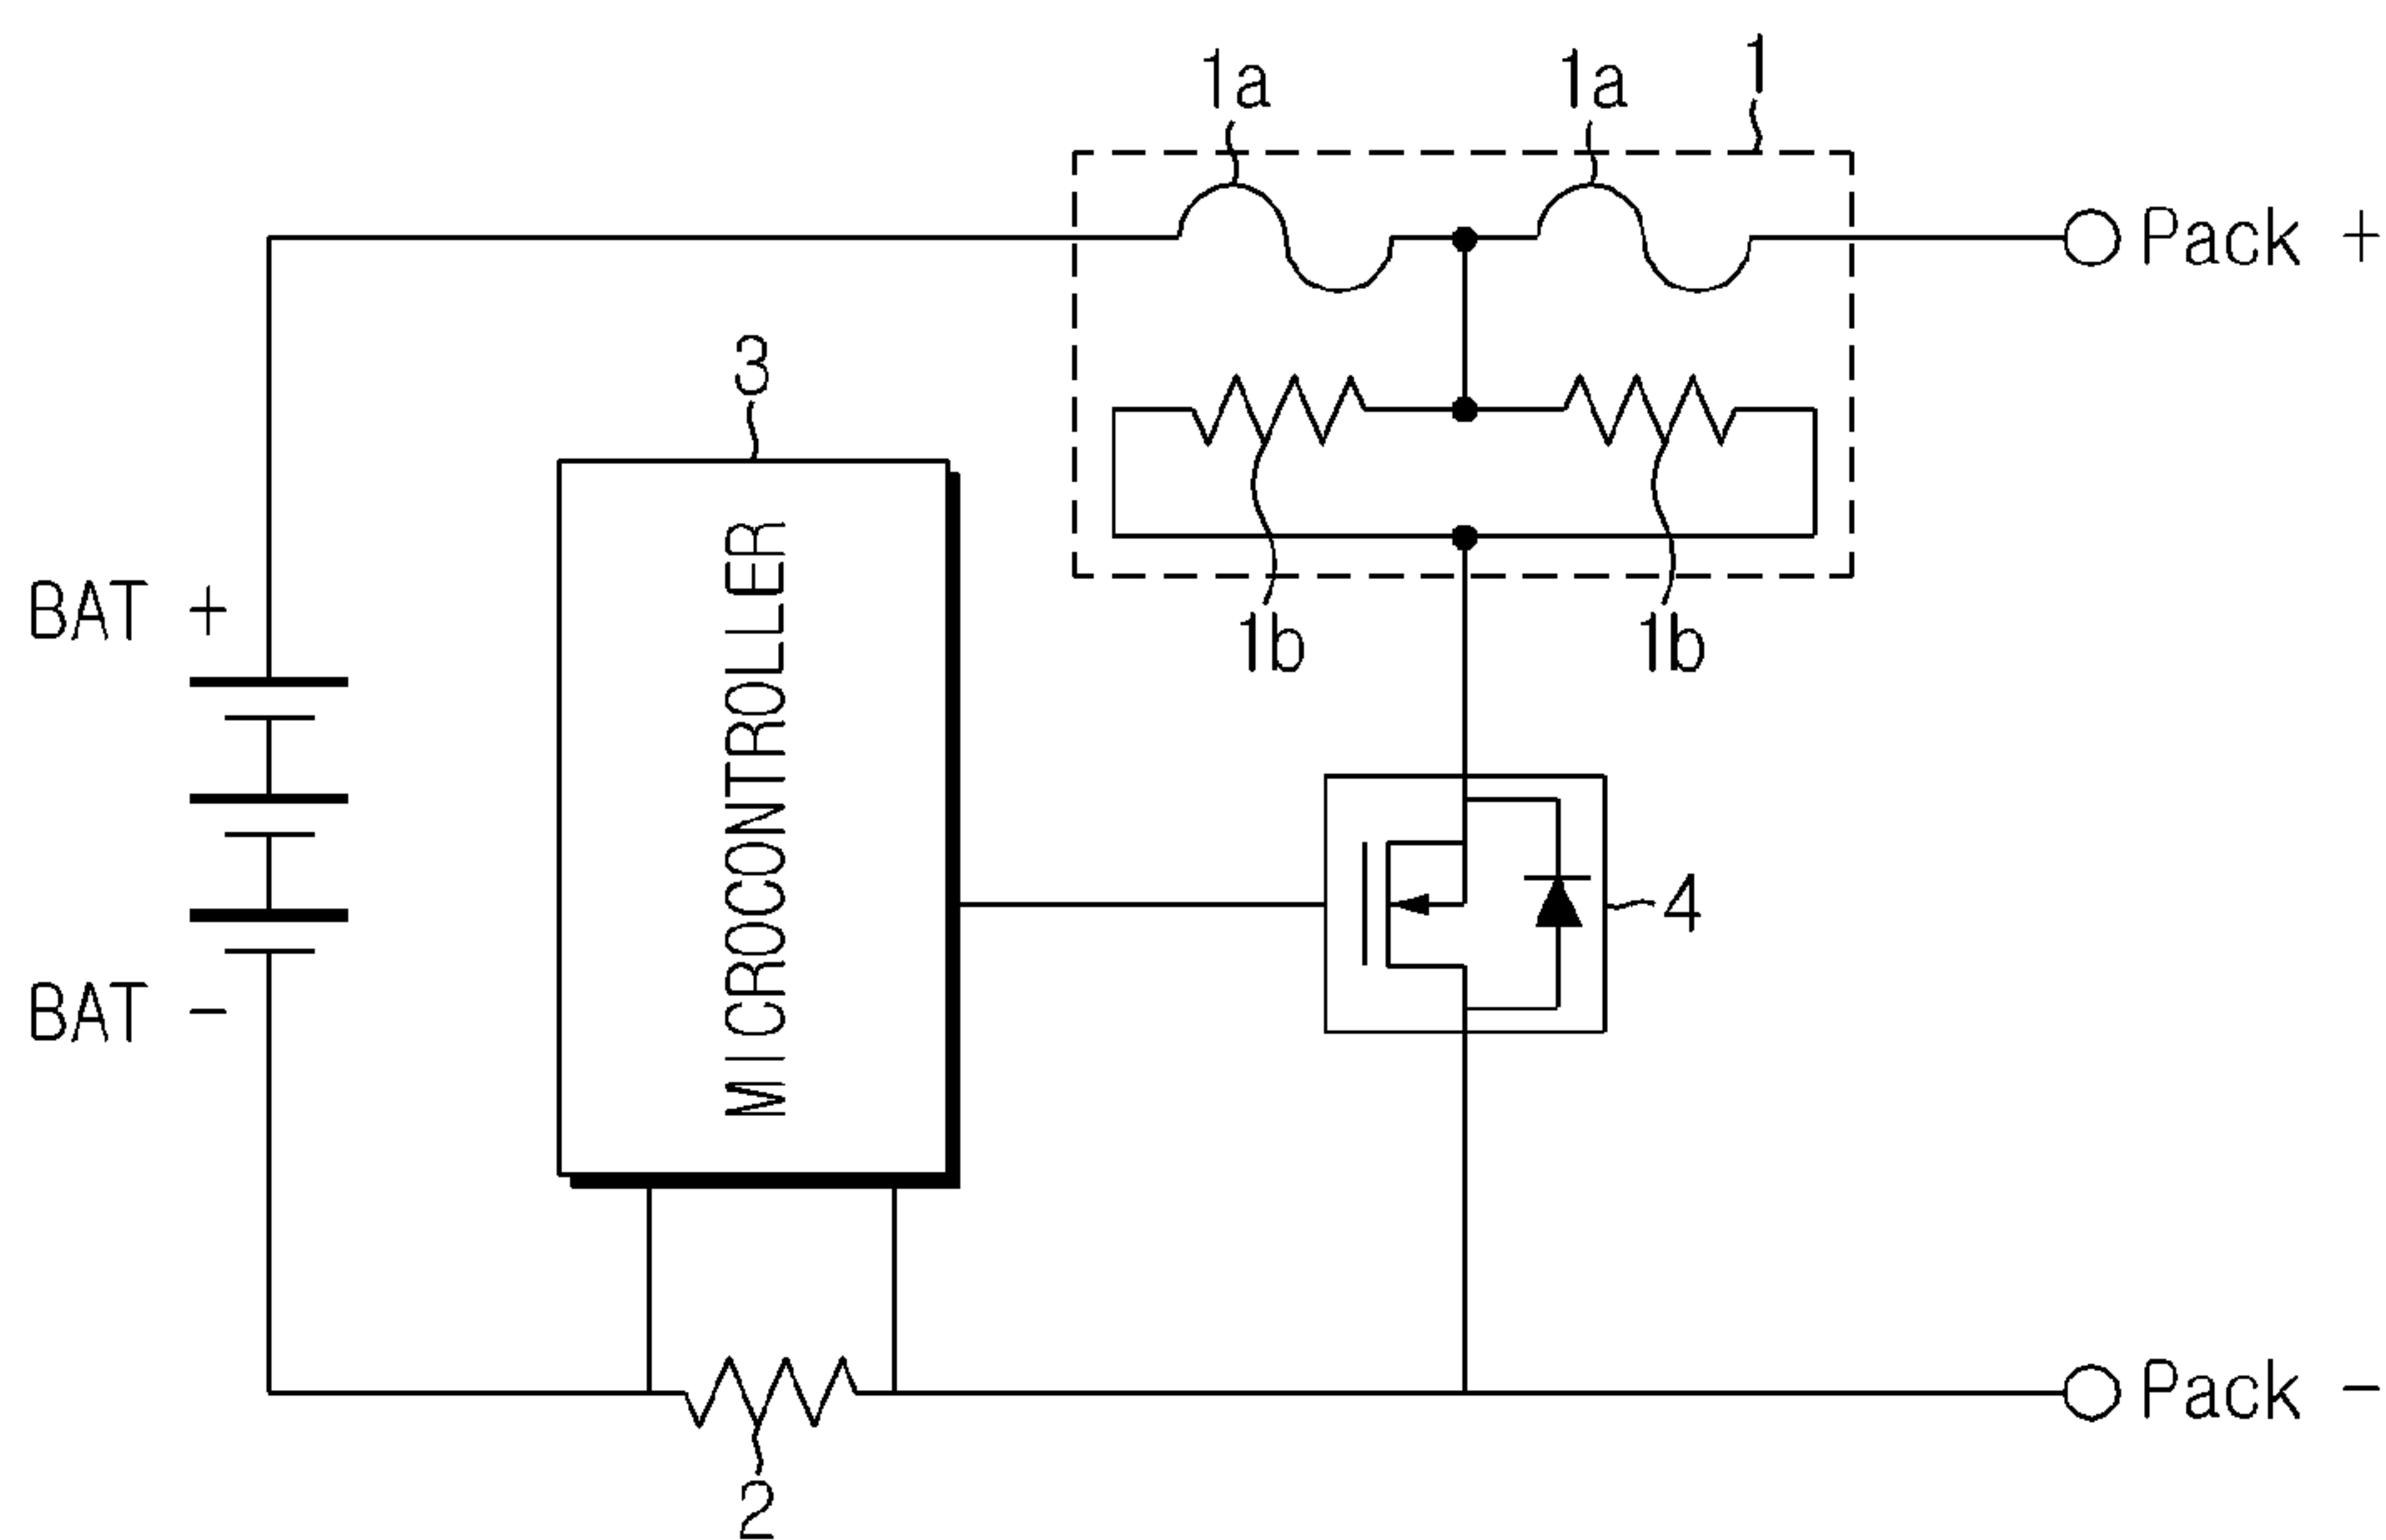 1a
1a
1
Pack +
3
MICROCONTROLLER
BAT +
1b
1b
4
BAT −
Pack −
2